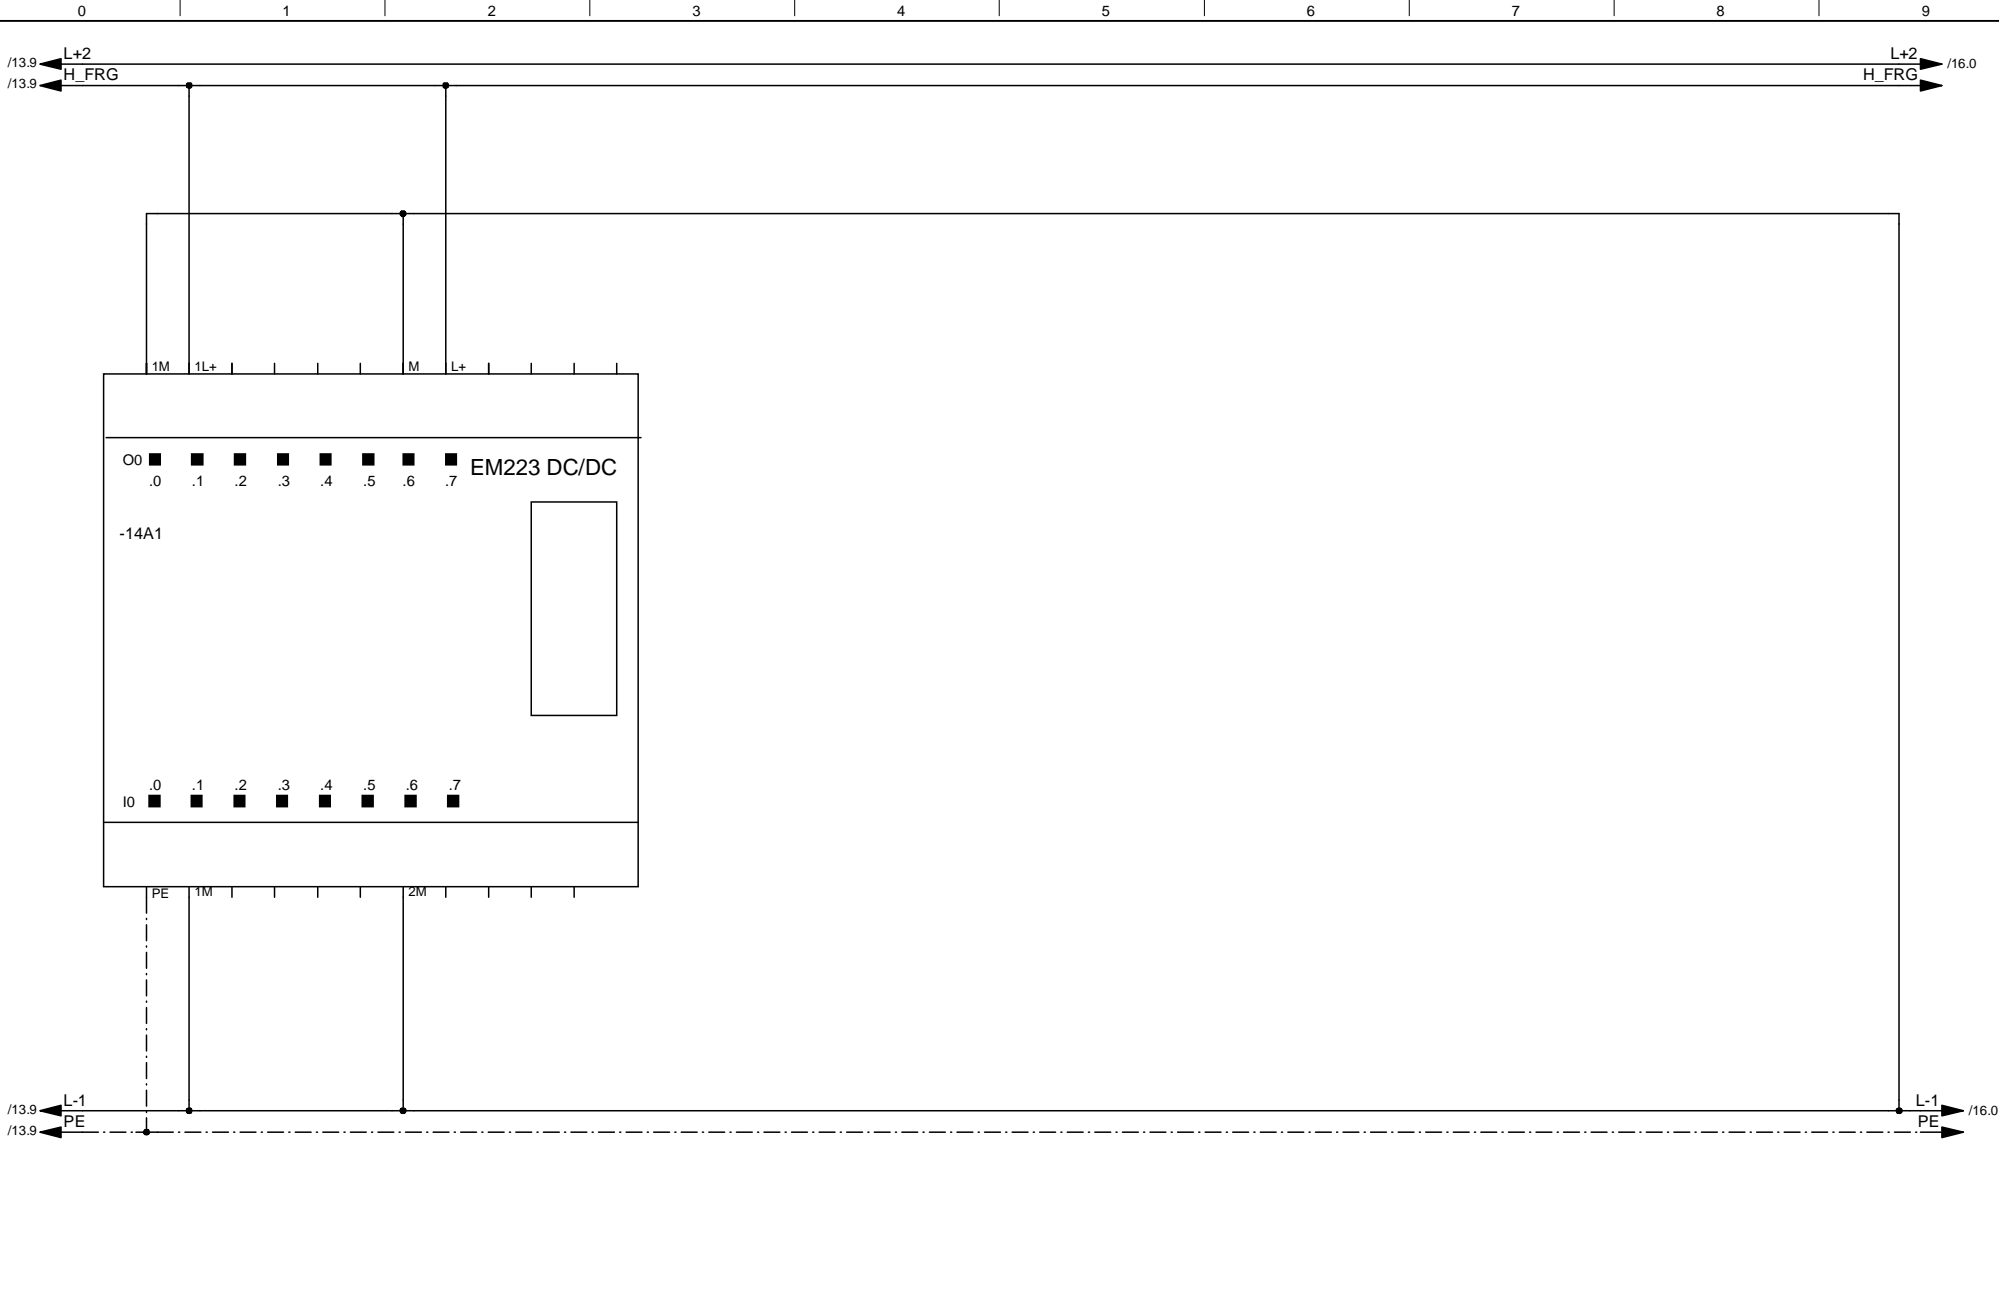 0 1 2 3 4 5 6 7 8 9
/13.9 L+2 L+2 /16.0
/13.9 H_FRG H_FRG
1M 1L+ M L+
O0
.0 .1 .2 .3 .4 .5 .6 .7
EM223 DC/DC
-14A1
.0 .1 .2 .3 .4 .5 .6 .7
I0
PE 1M 2M
/13.9 L-1 L-1 /16.0
/13.9 PE PE